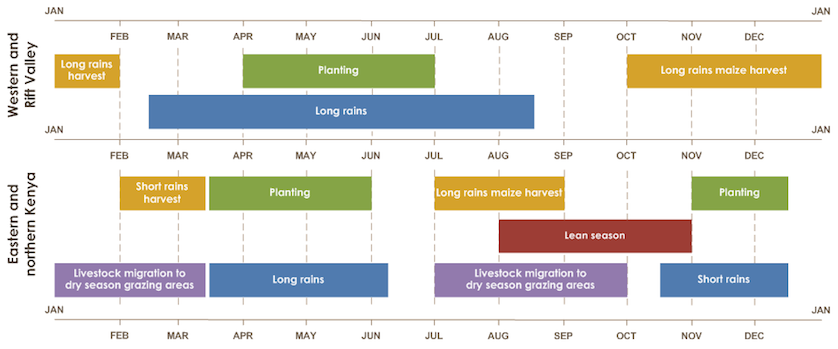 JAN JAN
FEB MAR APR MAY JUN JUL AUG SEP OCT NOV DEC
Western and
Rift Valley
Long rains
harvest
Planting
Long rains maize harvest
Long rains
JAN JAN
FEB MAR APR MAY JUN JUL AUG SEP OCT NOV DEC
Eastern and
northern Kenya
Short rains
harvest
Planting
Long rains maize harvest
Planting
Lean season
Livestock migration to
dry season grazing areas
Long rains
Livestock migration to
dry season grazing areas
Short rains
JAN JAN
FEB MAR APR MAY JUN JUL AUG SEP OCT NOV DEC